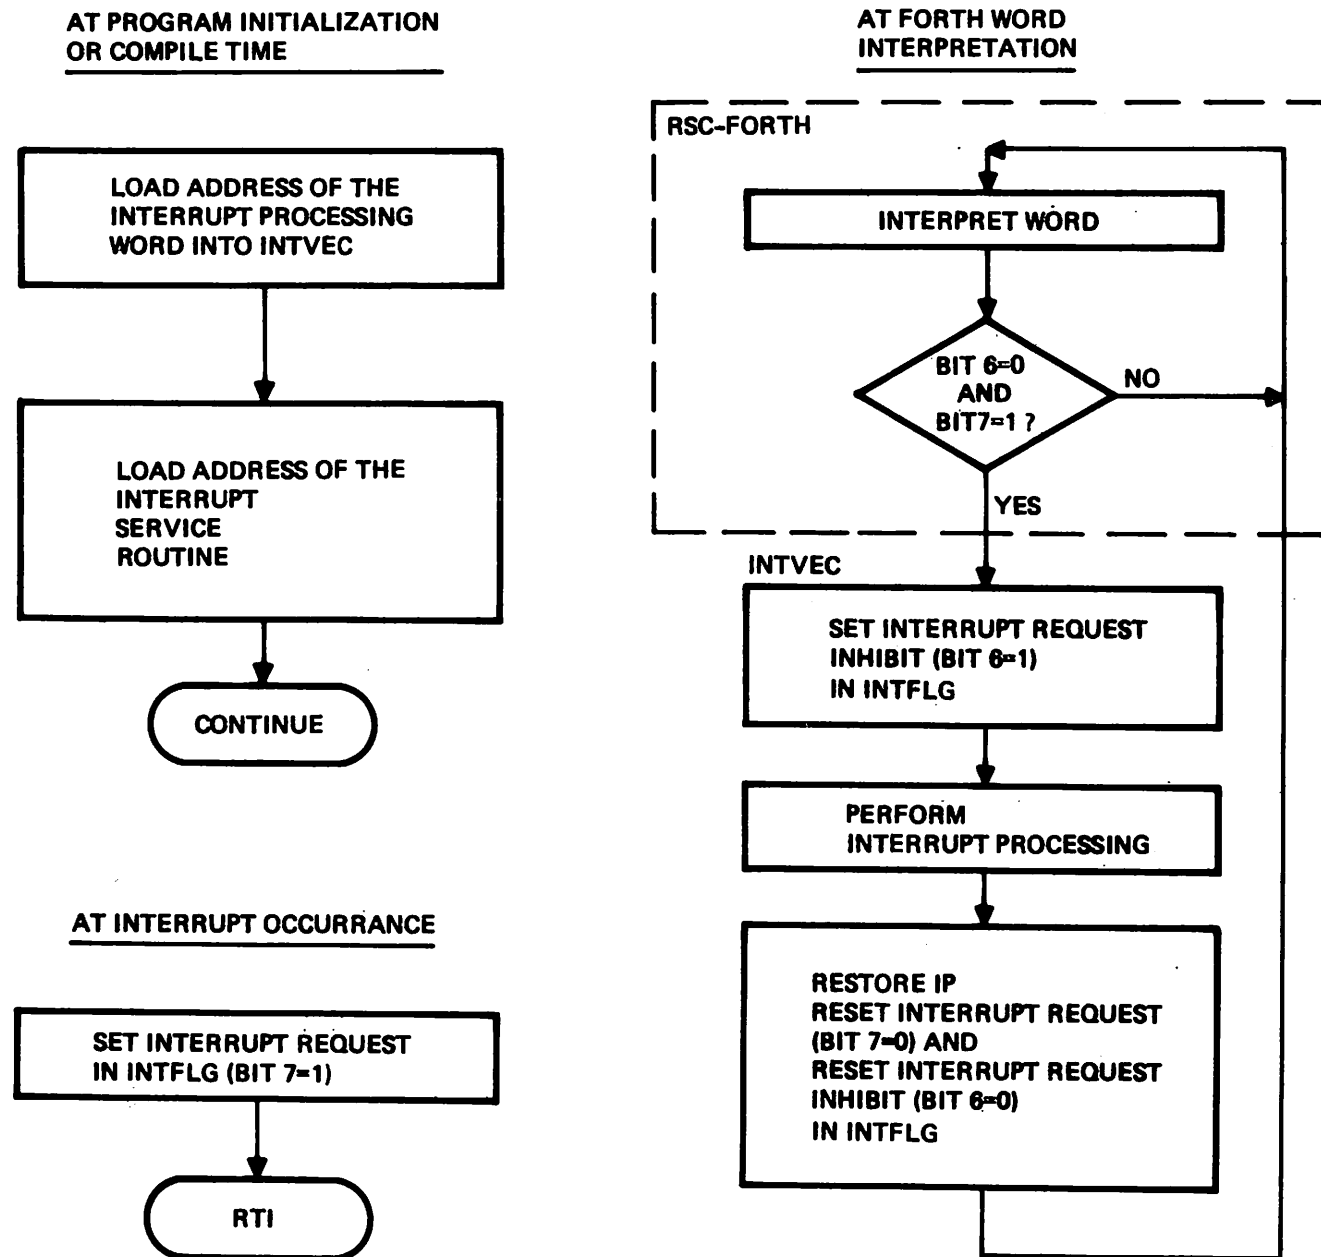 AT PROGRAM INITIALIZATION
OR COMPILE TIME
LOAD ADDRESS OF THE
INTERRUPT PROCESSING
WORD INTO INTVEC
LOAD ADDRESS OF THE
INTERRUPT
SERVICE
ROUTINE
CONTINUE
AT INTERRUPT OCCURRANCE
SET INTERRUPT REQUEST
IN INTFLG (BIT 7=1)
RTI
AT FORTH WORD
INTERPRETATION
RSC-FORTH
INTERPRET WORD
BIT 6=0
AND
BIT7=1 ?
NO
YES
INTVEC
SET INTERRUPT REQUEST
INHIBIT (BIT 6=1)
IN INTFLG
PERFORM
INTERRUPT PROCESSING
RESTORE IP
RESET INTERRUPT REQUEST
(BIT 7=0) AND
RESET INTERRUPT REQUEST
INHIBIT (BIT 6=0)
IN INTFLG